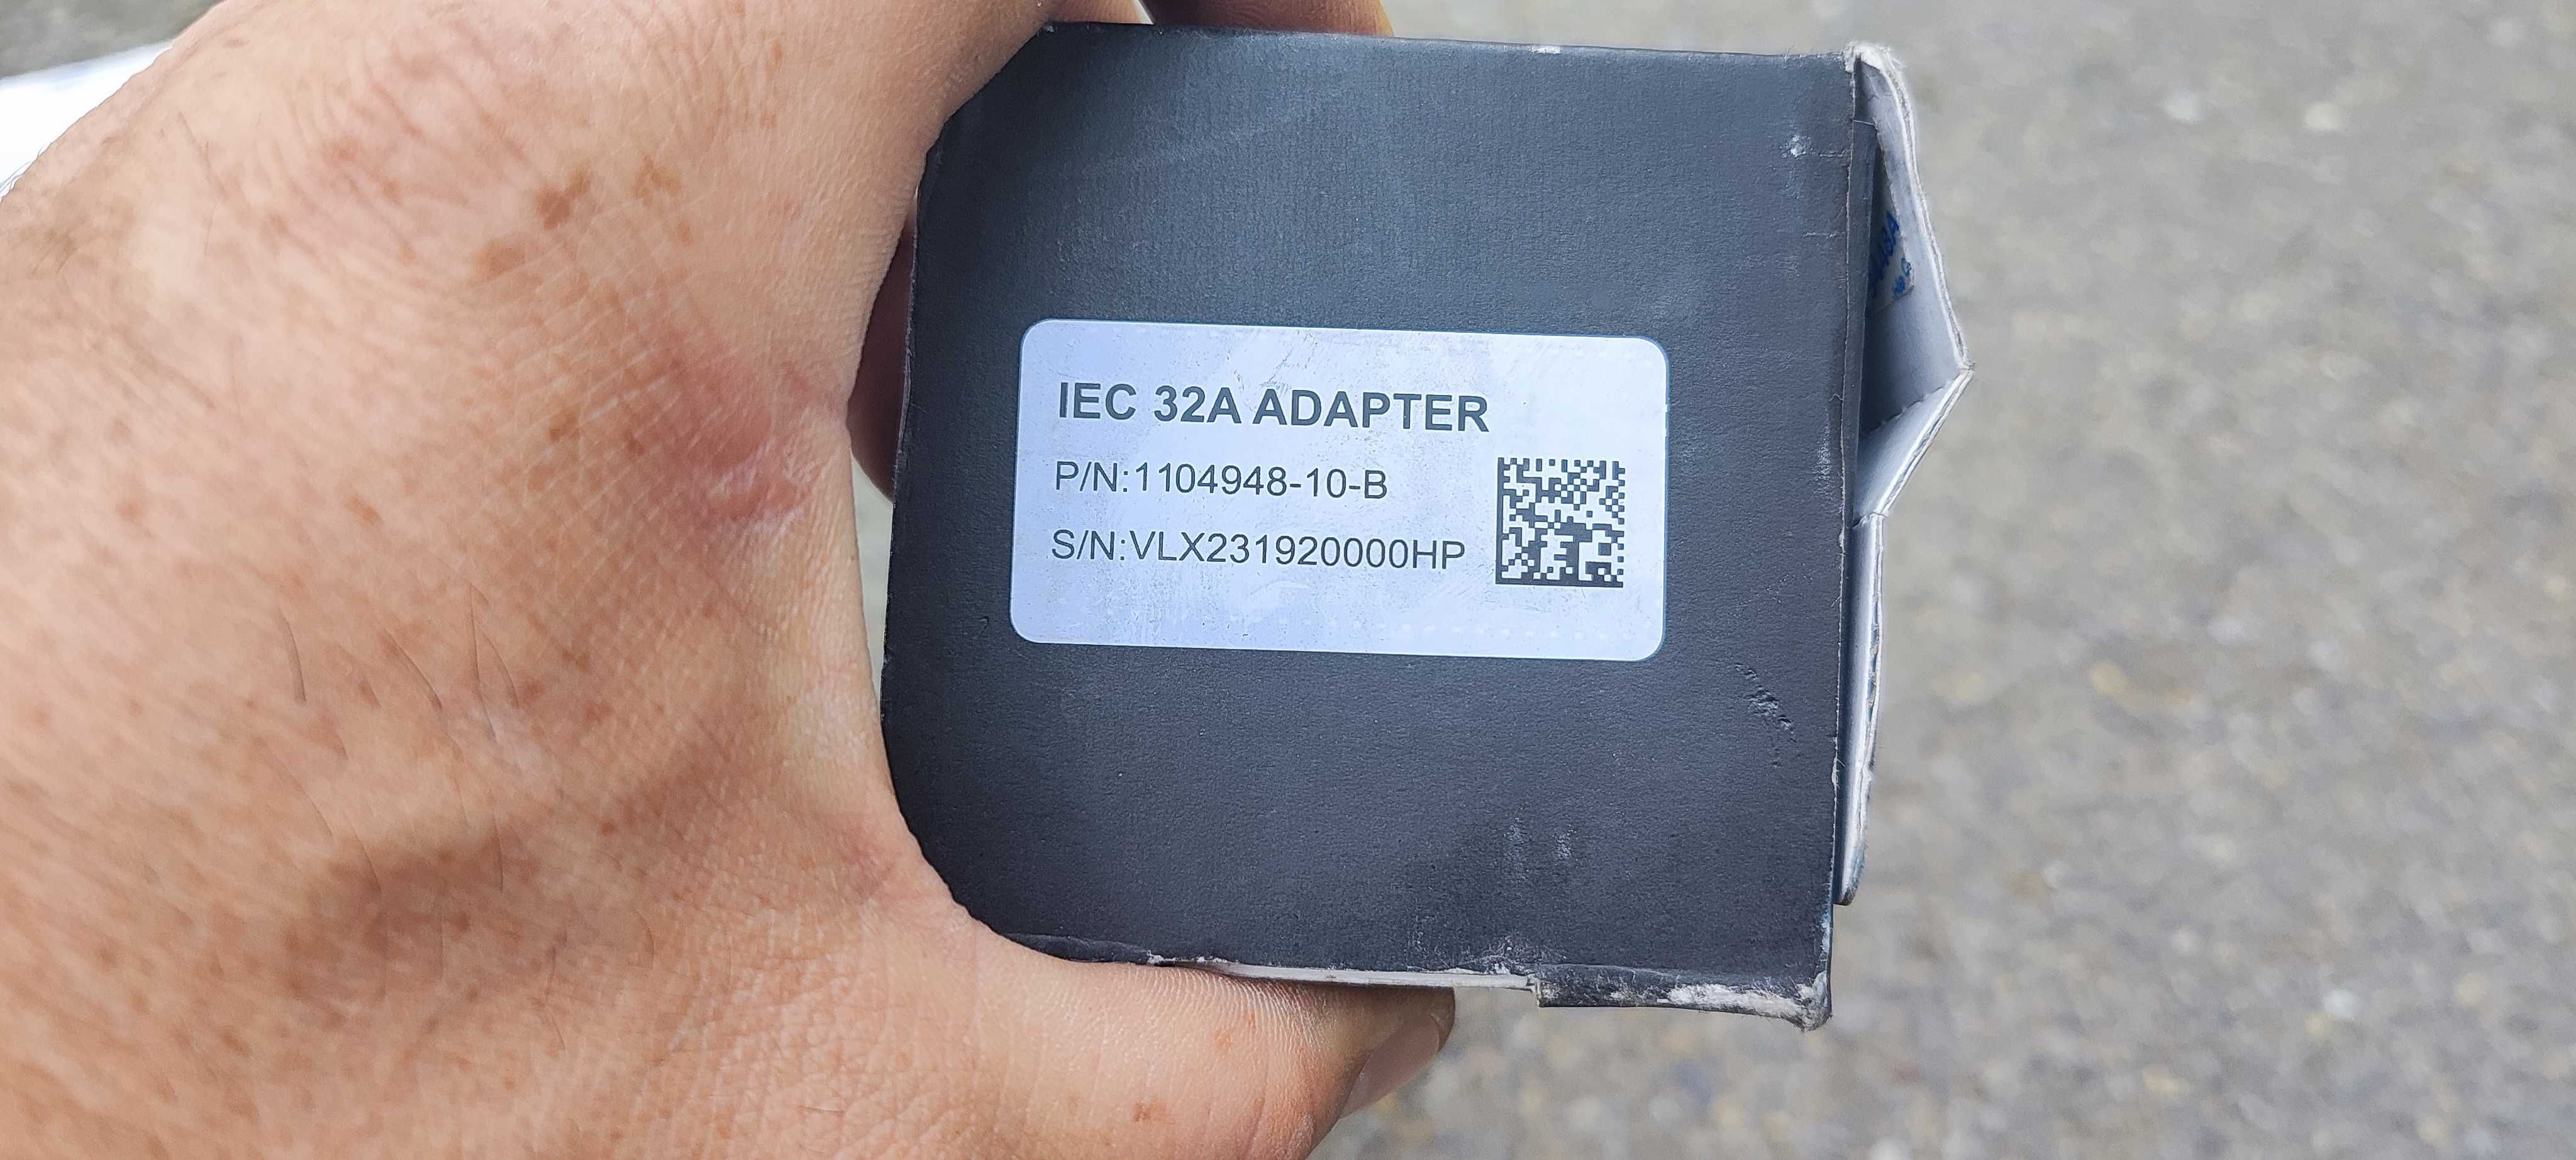 IEC 32A ADAPTER
P/N:1104948-10-B
S/N:VLX231920000HP